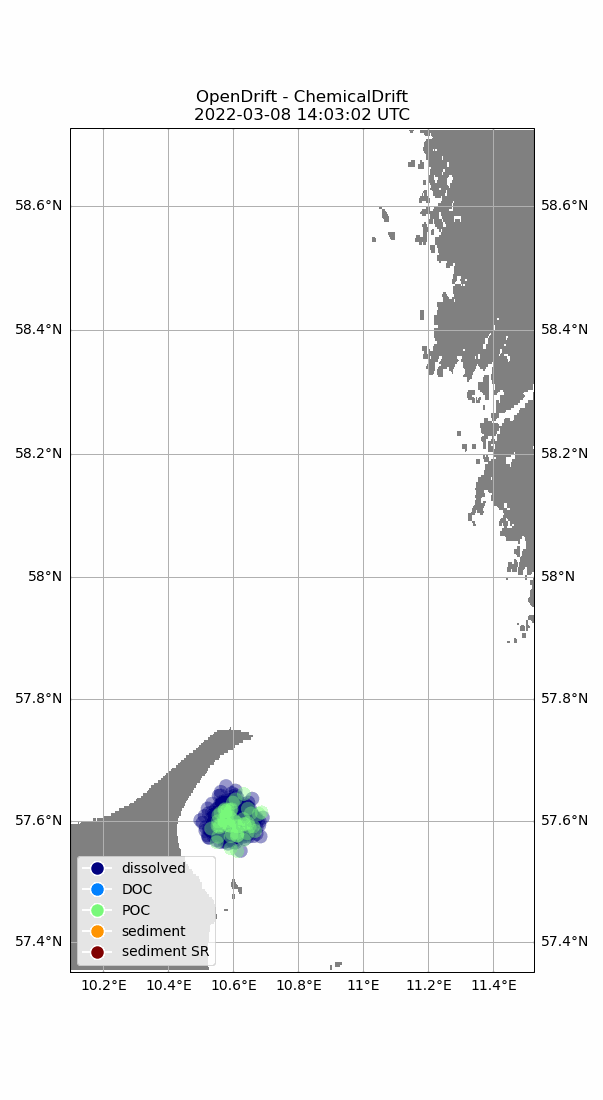 OpenDrift - ChemicalDrift
2022-03-08 14:03:02 UTC
58.6°N 58.6°N
58.4°N 58.4°N
58.2°N 58.2°N
58°N 58°N
57.8°N 57.8°N
57.6°N 57.6°N
dissolved
DOC
POC
sediment
57.4°N 57.4°N
sediment SR
10.2°E 10.4°E 10.6°E 10.8°E 11°E 11.2°E 11.4°E